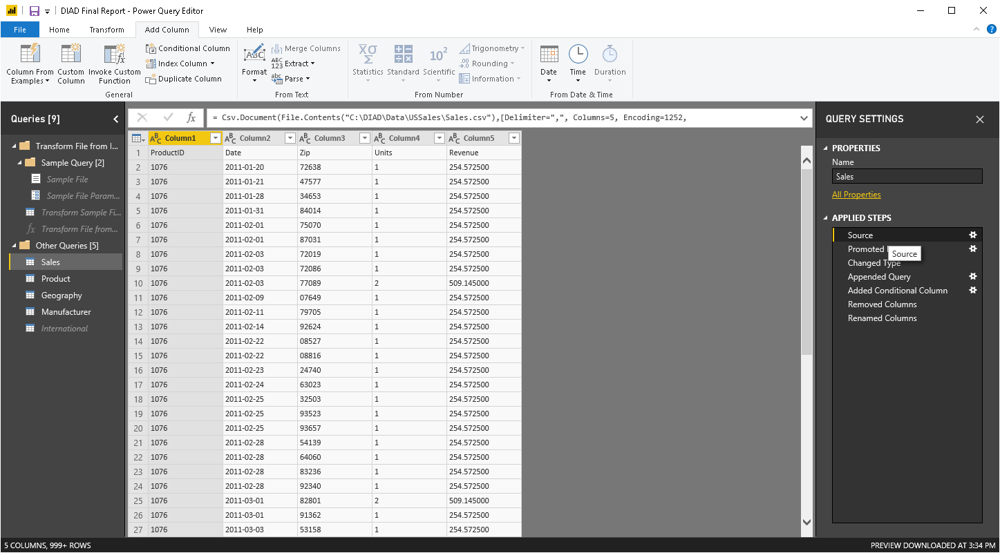 DIAD Final Report - Power Query Editor
File Home Transform Add Column View Help
Column From Examples
Custom Column
Invoke Custom Function
Conditional Column
Index Column
Duplicate Column
General
Format
ABC
Merge Columns
ABC 123 Extract
abc Parse
From Text
XΣ Statistics
Standard
10² Scientific
Trigonometry
.00 Rounding
Information
From Number
Date
Time
Duration
From Date & Time
Queries [9]
Transform File from I...
Sample Query [2]
Sample File
Sample File Param...
Transform Sample Fi...
fx Transform File from...
Other Queries [5]
Sales
Product
Geography
Manufacturer
International
fx = Csv.Document(File.Contents("C:\DIAD\Data\USSales\Sales.csv"),[Delimiter=",", Columns=5, Encoding=1252,
ABC Column1 ABC Column2 ABC Column3 ABC Column4 ABC Column5
1 ProductID Date Zip Units Revenue
2 1076 2011-01-20 72638 1 254.572500
3 1076 2011-01-21 47577 1 254.572500
4 1076 2011-01-28 34653 1 254.572500
5 1076 2011-01-31 84014 1 254.572500
6 1076 2011-02-01 75070 1 254.572500
7 1076 2011-02-01 87031 1 254.572500
8 1076 2011-02-03 72019 1 254.572500
9 1076 2011-02-03 72086 1 254.572500
10 1076 2011-02-03 77089 2 509.145000
11 1076 2011-02-09 07649 1 254.572500
12 1076 2011-02-11 79705 1 254.572500
13 1076 2011-02-14 92624 1 254.572500
14 1076 2011-02-22 08527 1 254.572500
15 1076 2011-02-22 08816 1 254.572500
16 1076 2011-02-23 24740 1 254.572500
17 1076 2011-02-24 63023 1 254.572500
18 1076 2011-02-25 32503 1 254.572500
19 1076 2011-02-25 93523 1 254.572500
20 1076 2011-02-25 93657 1 254.572500
21 1076 2011-02-28 54139 1 254.572500
22 1076 2011-02-28 64060 1 254.572500
23 1076 2011-02-28 83236 1 254.572500
24 1076 2011-02-28 92340 1 254.572500
25 1076 2011-03-01 82801 2 509.145000
26 1076 2011-03-01 91362 1 254.572500
27 1076 2011-03-03 53158 1 254.572500
QUERY SETTINGS
PROPERTIES
Name
Sales
All Properties
APPLIED STEPS
Source
Promoted
Source
Changed Type
Appended Query
Added Conditional Column
Removed Columns
Renamed Columns
5 COLUMNS, 999+ ROWS
PREVIEW DOWNLOADED AT 3:34 PM